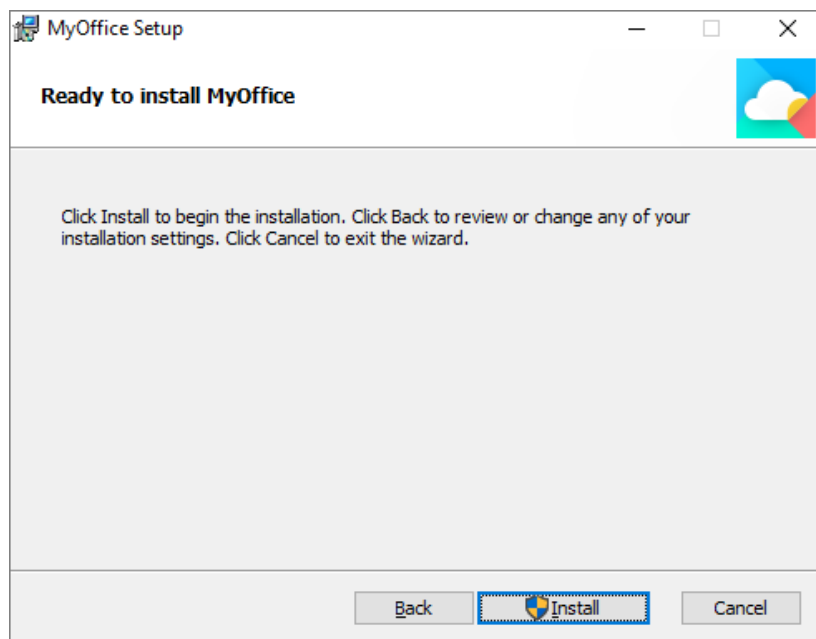 MyOffice Setup
Ready to install MyOffice
Click Install to begin the installation. Click Back to review or change any of your
installation settings. Click Cancel to exit the wizard.
Back Install Cancel